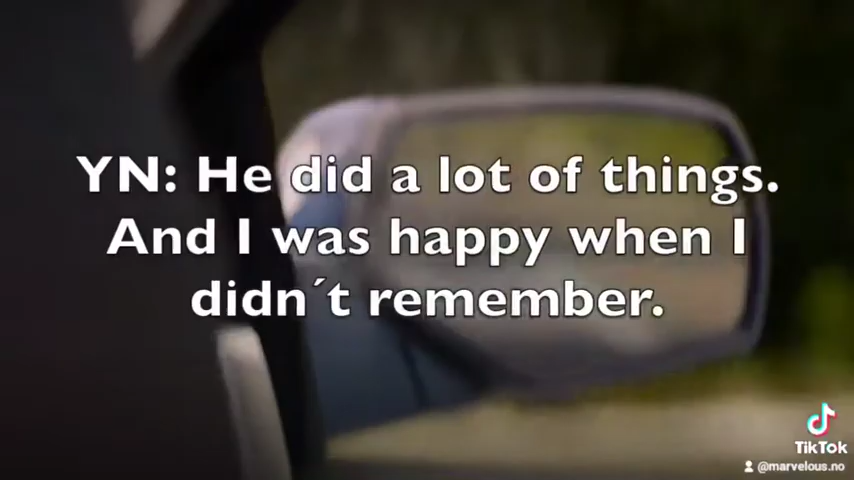 YN: He did a lot of things.
And I was happy when I
didn´t remember.
TikTok
@marvelous.no